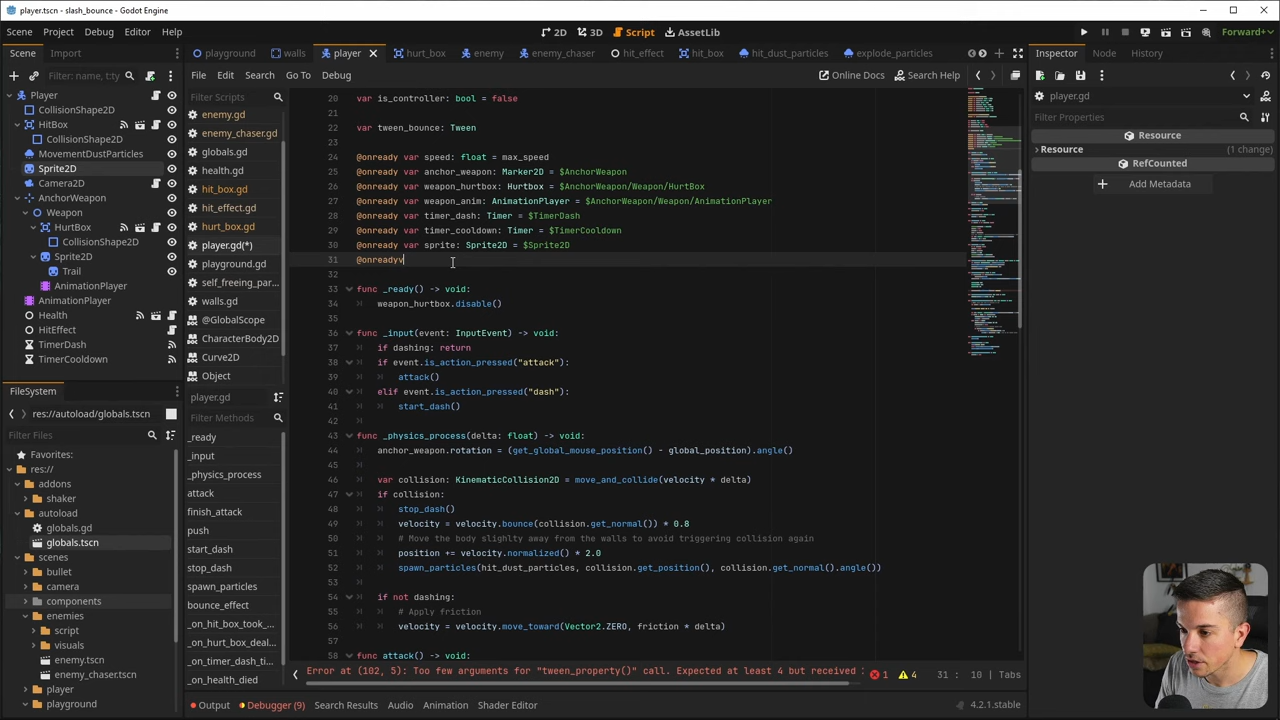 player.tscn - slash_bounce - Godot Engine
Scene Project Debug Editor Help
2D 3D Script AssetLib
Forward+
Scene Import
playground walls player hurt_box enemy enemy_chaser hit_effect hit_box hit_dust_particles explode_particles
Inspector Node History
Filter: name, t:ty
File Edit Search Go To Debug
Online Docs Search Help
Player
CollisionShape2D
HitBox
CollisionShape2D
MovementDustParticles
Sprite2D
Camera2D
AnchorWeapon
Weapon
HurtBox
CollisionShape2D
Sprite2D
Trail
AnimationPlayer
AnimationPlayer
Health
HitEffect
TimerDash
TimerCooldown
FileSystem
res://autoload/globals.tscn
Filter Files
Favorites:
res://
addons
shaker
autoload
globals.gd
globals.tscn
scenes
bullet
camera
components
enemies
script
visuals
enemy.tscn
enemy_chaser.tscn
player
playground
Filter Scripts
enemy.gd
enemy_chaser.gd
globals.gd
health.gd
hit_box.gd
hit_effect.gd
hurt_box.gd
player.gd(*)
playground.gd
_freeing_par
walls.gd
@GlobalScope
CharacterBody2D
Curve2D
Object
player.gd
Filter Methods
_ready
_input
_physics_process
attack
finish_attack
push
start_dash
stop_dash
spawn_particles
bounce_effect
_on_hit_box_took_...
_on_hurt_box_deal...
_on_timer_dash_ti...
_on_health_died
20 var is_controller: bool = false
21
22 var tween_bounce: Tween
23
24 @onready var speed: float = max_speed
25 @onready var anchor_weapon: Marker2D = $AnchorWeapon
26 @onready var weapon_hurtbox: Hurtbox = $AnchorWeapon/Weapon/HurtBox
27 @onready var weapon_anim: AnimationPlayer = $AnchorWeapon/Weapon/AnimationPlayer
28 @onready var timer_dash: Timer = $TimerDash
29 @onready var timer_cooldown: Timer = $TimerCooldown
30 @onready var sprite: Sprite2D = $Sprite2D
31 @onreadyv
32
33 func _ready() -> void:
34 weapon_hurtbox.disable()
35
36 func _input(event: InputEvent) -> void:
37 if dashing: return
38 if event.is_action_pressed("attack"):
39 attack()
40 elif event.is_action_pressed("dash"):
41 start_dash()
42
43 func _physics_process(delta: float) -> void:
44 anchor_weapon.rotation = (get_global_mouse_position() - global_position).angle()
45
46 var collision: KinematicCollision2D = move_and_collide(velocity * delta)
47 if collision:
48 stop_dash()
49 velocity = velocity.bounce(collision.get_normal()) * 0.8
50 # Move the body slighlty away from the walls to avoid triggering collision again
51 position += velocity.normalized() * 2.0
52 spawn_particles(hit_dust_particles, collision.get_position(), collision.get_normal().angle())
53
54 if not dashing:
55 # Apply friction
56 velocity = velocity.move_toward(Vector2.ZERO, friction * delta)
57
58 func attack() -> void:
Error at (102, 5): Too few arguments for "tween_property()" call. Expected at least 4 but received
1 4 31 : 10 | Tabs
Output Debugger (9) Search Results Audio Animation Shader Editor
4.2.1.stable
player.gd
Filter Properties
Resource
Resource (1 change)
RefCounted
Add Metadata